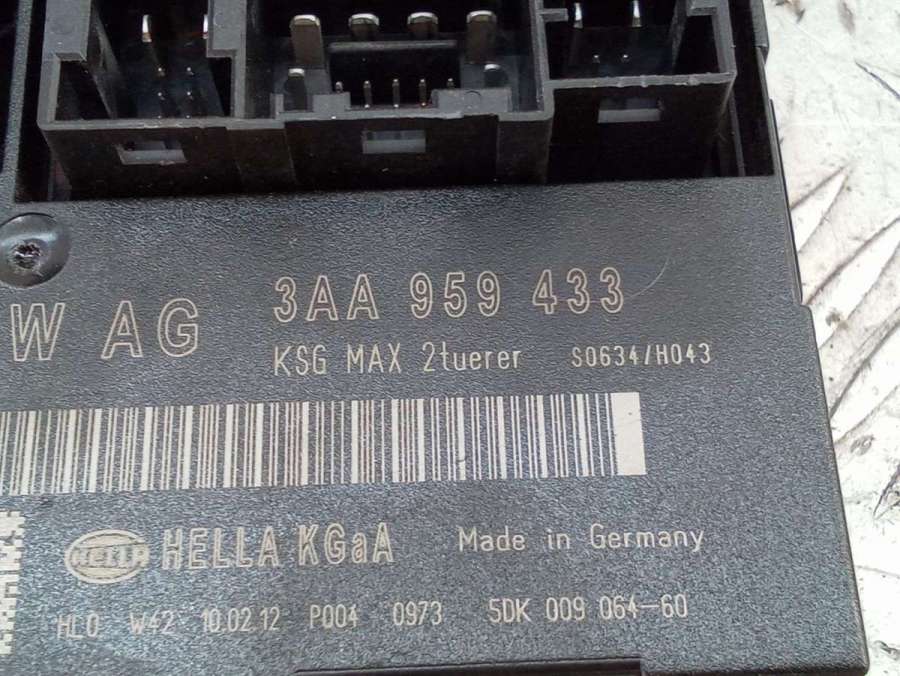 W AG 3AA 959 433
KSG MAX 2tuerer S0634/H043
HELLA HELLA KGaA Made in Germany
HLO W42 10.02.12 P004 0973 5DK 009 064-60